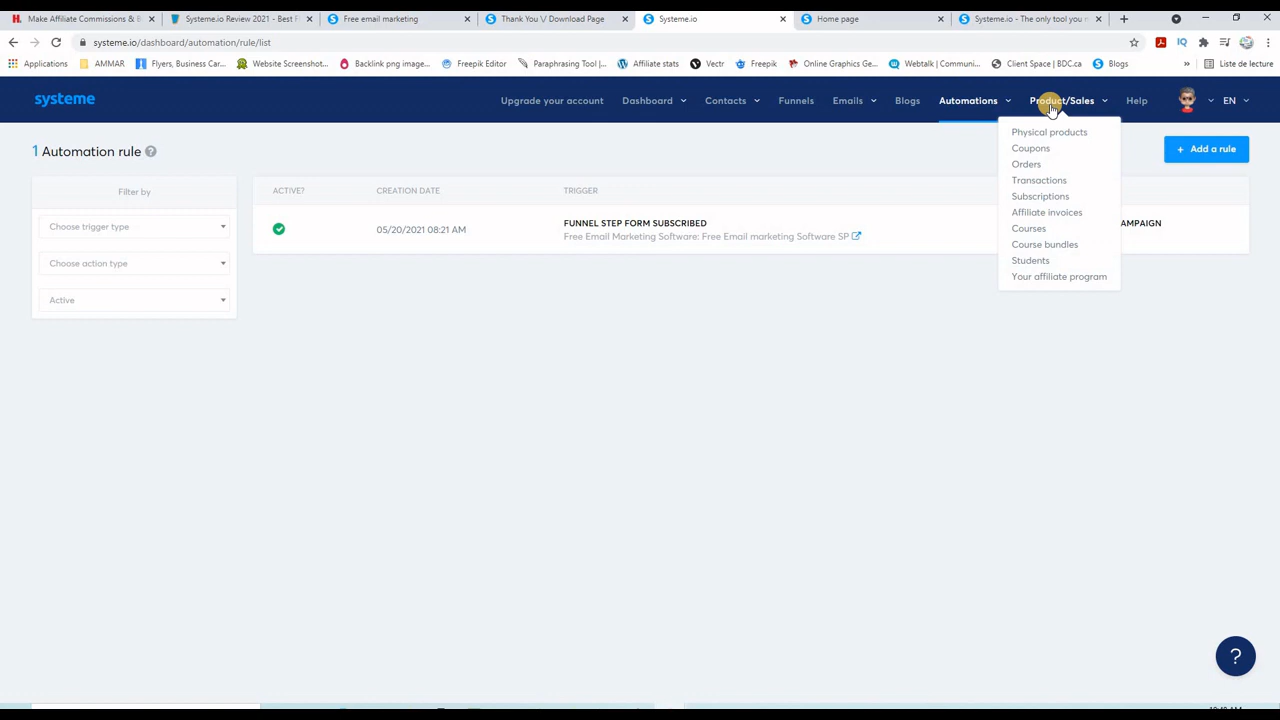 Make Affiliate Commissions & B
Systeme.io Review 2021 - Best F
Free email marketing
Thank You \/ Download Page
Systeme.io
Home page
Systeme.io - The only tool you n
systeme.io/dashboard/automation/rule/list
Applications
AMMAR
Flyers, Business Car...
Website Screenshot...
Backlink png image...
Freepik Editor
Paraphrasing Tool |...
Affiliate stats
Vectr
Freepik
Online Graphics Ge...
Webtalk | Communi...
Client Space | BDC.ca
Blogs
»
Liste de lecture
systeme
Upgrade your account
Dashboard
Contacts
Funnels
Emails
Blogs
Automations
Product/Sales
Help
EN
Physical products
Coupons
Orders
Transactions
Subscriptions
Affiliate invoices
Courses
Course bundles
Students
Your affiliate program
1 Automation rule ?
+ Add a rule
Filter by
Choose trigger type
Choose action type
Active
ACTIVE?
CREATION DATE
TRIGGER
05/20/2021 08:21 AM
FUNNEL STEP FORM SUBSCRIBED
Free Email Marketing Software: Free Email marketing Software SP
AMPAIGN
?